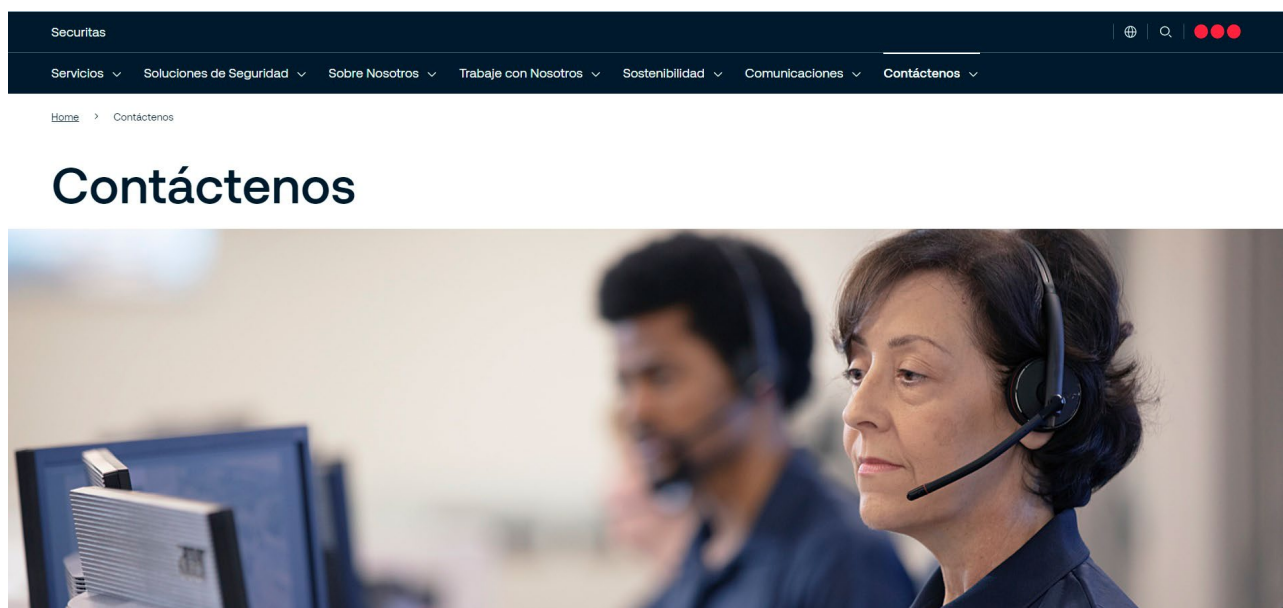 Securitas
Servicios Soluciones de Seguridad Sobre Nosotros Trabaje con Nosotros Sostenibilidad Comunicaciones Contáctenos
Home > Contáctenos
Contáctenos